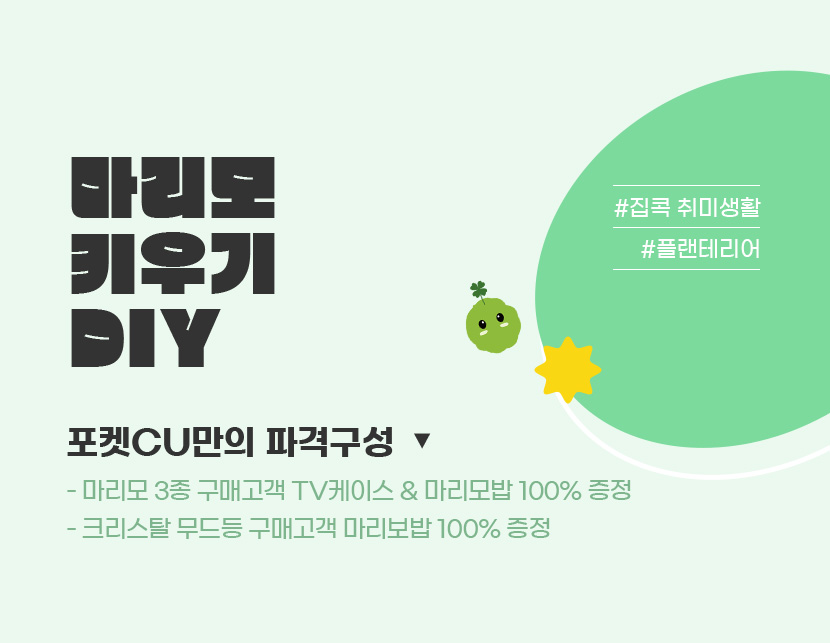 마리모
키우기
DIY
#집콕 취미생활
#플랜테리어
포켓CU만의 파격구성 ▼
- 마리모 3종 구매고객 TV케이스 & 마리모밥 100% 증정
- 크리스탈 무드등 구매고객 마리보밥 100% 증정